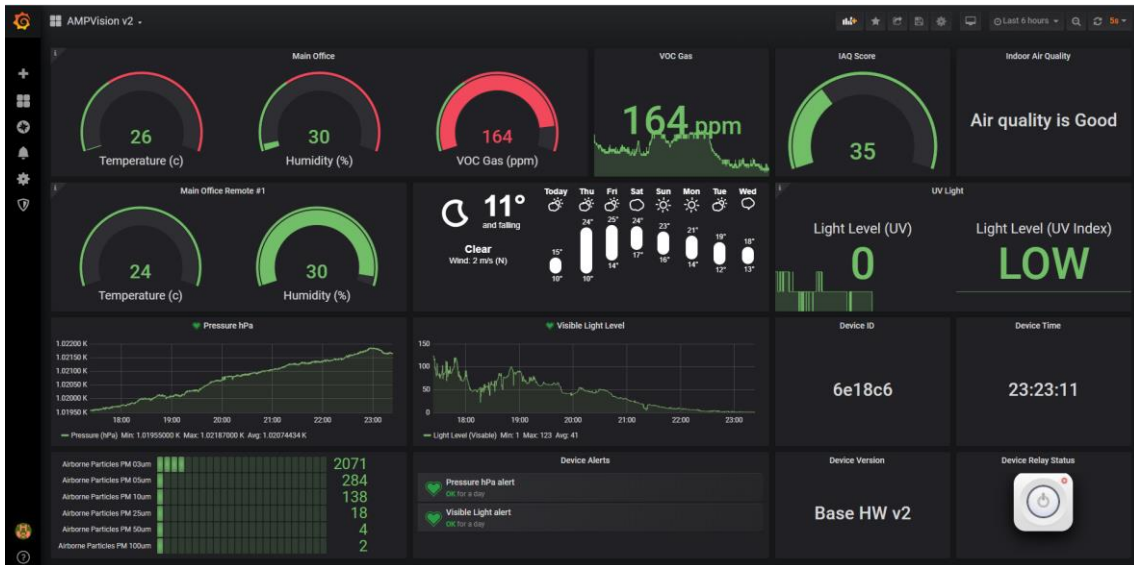 AMPVision v2
Last 6 hours
5s
Main Office
26
Temperature (c)
30
Humidity (%)
164
VOC Gas (ppm)
VOC Gas
164 ppm
IAQ Score
35
Indoor Air Quality
Air quality is Good
Main Office Remote #1
24
Temperature (c)
30
Humidity (%)
11°
and falling
Clear
Wind: 2 m/s (N)
Today Thu Fri Sat Sun Mon Tue Wed
15° 24° 25° 24° 23° 21° 19° 18°
10° 10° 14° 17° 16° 14° 12° 13°
UV Light
Light Level (UV)
0
Light Level (UV Index)
LOW
Pressure hPa
1.02200 K
1.02150 K
1.02100 K
1.02050 K
1.02000 K
1.01950 K
18:00 19:00 20:00 21:00 22:00 23:00
Pressure (hPa) Min: 1.01955000 K Max: 1.02187000 K Avg: 1.02074434 K
Visible Light Level
150
100
50
0
18:00 19:00 20:00 21:00 22:00 23:00
Light Level (Visable) Min: 1 Max: 123 Avg: 41
Device ID
6e18c6
Device Time
23:23:11
Airborne Particles PM 03um 2071
Airborne Particles PM 05um 284
Airborne Particles PM 10um 138
Airborne Particles PM 25um 18
Airborne Particles PM 50um 4
Airborne Particles PM 100um 2
Device Alerts
Pressure hPa alert
OK for a day
Visible Light alert
OK for a day
Device Version
Base HW v2
Device Relay Status